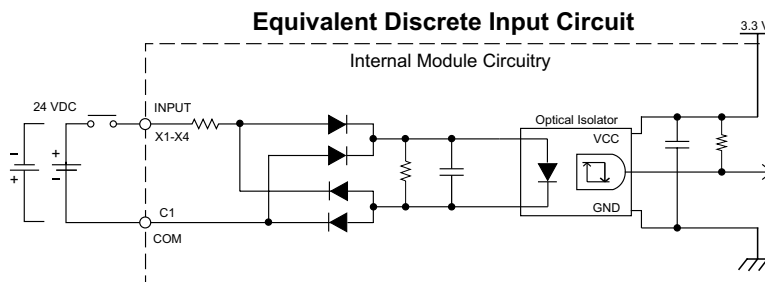 Equivalent Discrete Input Circuit
3.3 V
Internal Module Circuitry
24 VDC
INPUT
X1-X4
Optical Isolator
VCC
GND
C1
COM
+
+